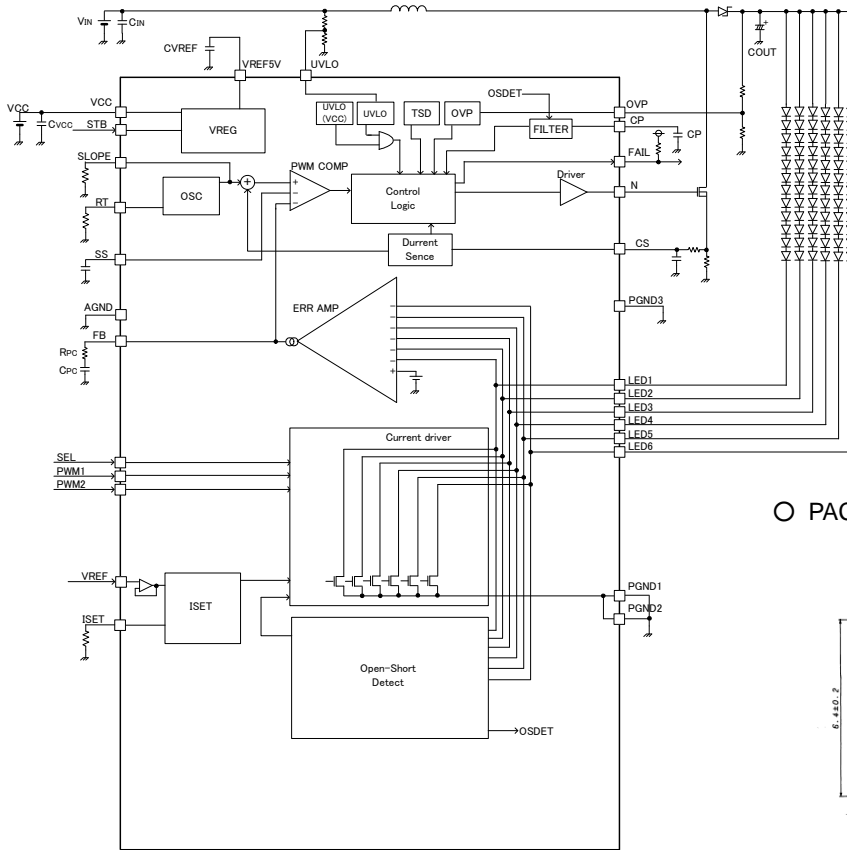 VIN
CIN
CVREF
VREF5V
UVLO
COUT
VCC
VCC
CVCC
STB
VREG
UVLO
(VCC)
UVLO
TSD
OVP
OSDET
FILTER
OVP
CP
CP
FAIL
SLOPE
OSC
PWM COMP
Control
Logic
Driver
N
RT
SS
Durrent
Sence
CS
AGND
ERR AMP
PGND3
FB
RPC
CPC
LED1
LED2
LED3
LED4
LED5
LED6
Current driver
SEL
PWM1
PWM2
PAC
VREF
ISET
ISET
PGND1
PGND2
Open-Short
Detect
OSDET
6.4±0.2